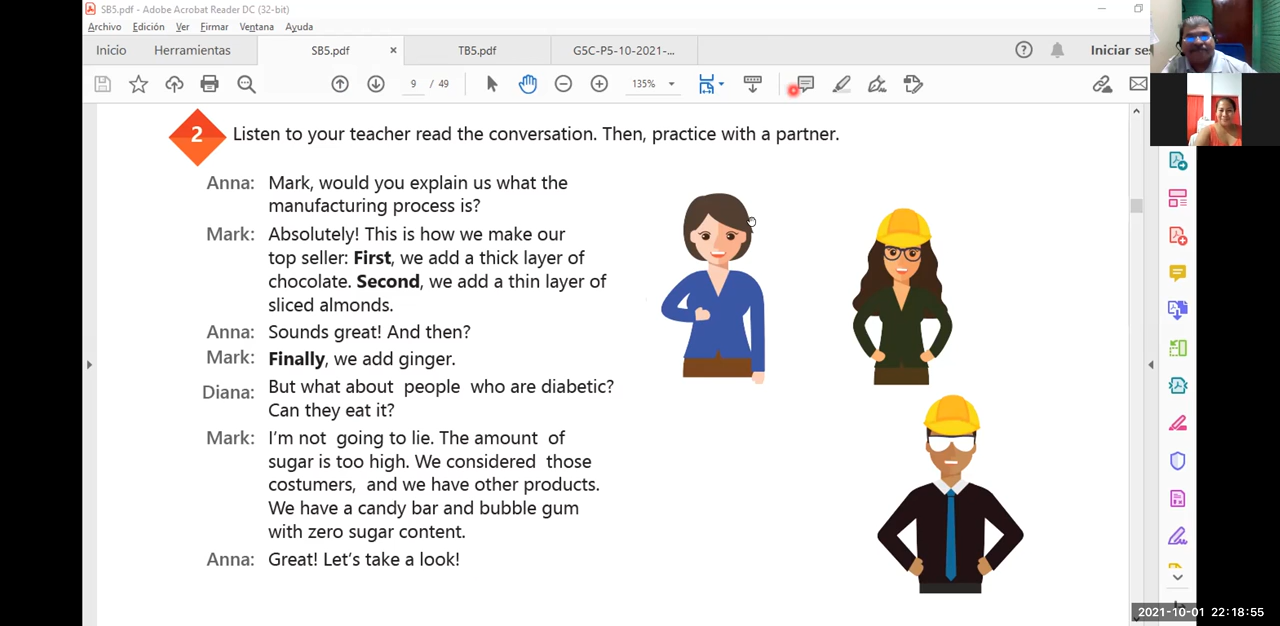 SB5.pdf - Adobe Acrobat Reader DC (32-bit)
Archivo Edición Ver Firmar Ventana Ayuda
Inicio Herramientas SB5.pdf × TB5.pdf G5C-P5-10-2021-... Iniciar se
9 / 49 135%
2 Listen to your teacher read the conversation. Then, practice with a partner.
Anna: Mark, would you explain us what the
manufacturing process is?
Mark: Absolutely! This is how we make our
top seller: First, we add a thick layer of
chocolate. Second, we add a thin layer of
sliced almonds.
Anna: Sounds great! And then?
Mark: Finally, we add ginger.
Diana: But what about people who are diabetic?
Can they eat it?
Mark: I'm not going to lie. The amount of
sugar is too high. We considered those
costumers, and we have other products.
We have a candy bar and bubble gum
with zero sugar content.
Anna: Great! Let's take a look!
2021-10-01 22:18:55